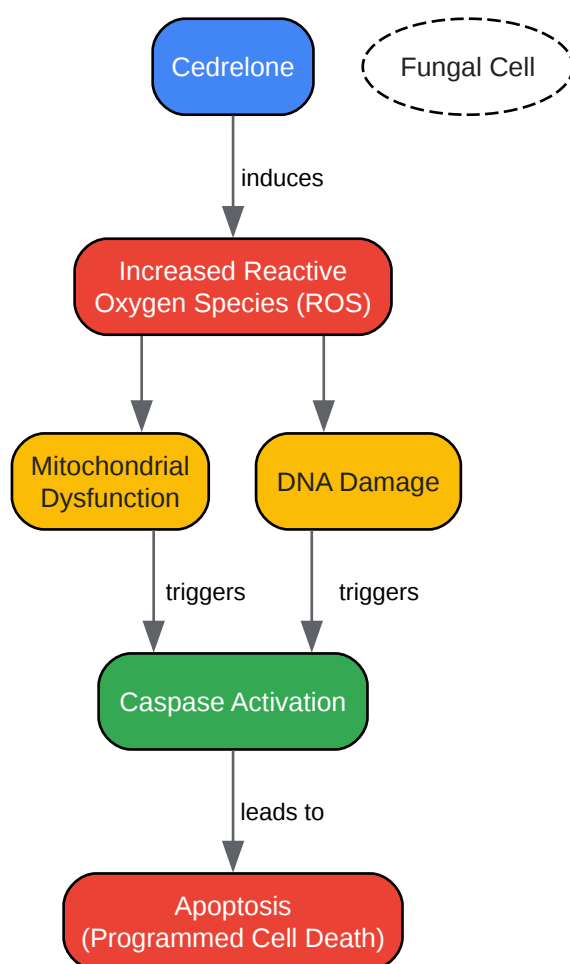 Cedrelone
Fungal Cell
induces
Increased Reactive
Oxygen Species (ROS)
Mitochondrial
Dysfunction
DNA Damage
triggers
triggers
Caspase Activation
leads to
Apoptosis
(Programmed Cell Death)